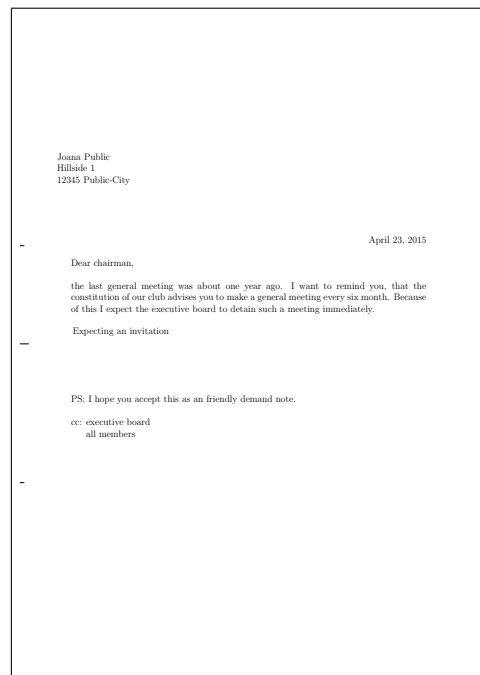 Joana Public
Hillside 1
12345 Public-City
April 23, 2015
Dear chairman,
the last general meeting was about one year ago. I want to remind you, that the
constitution of our club advises you to make a general meeting every six month. Because
of this I expect the executive board to detain such a meeting immediately.
Expecting an invitation
PS: I hope you accept this as an friendly demand note.
cc: executive board
all members